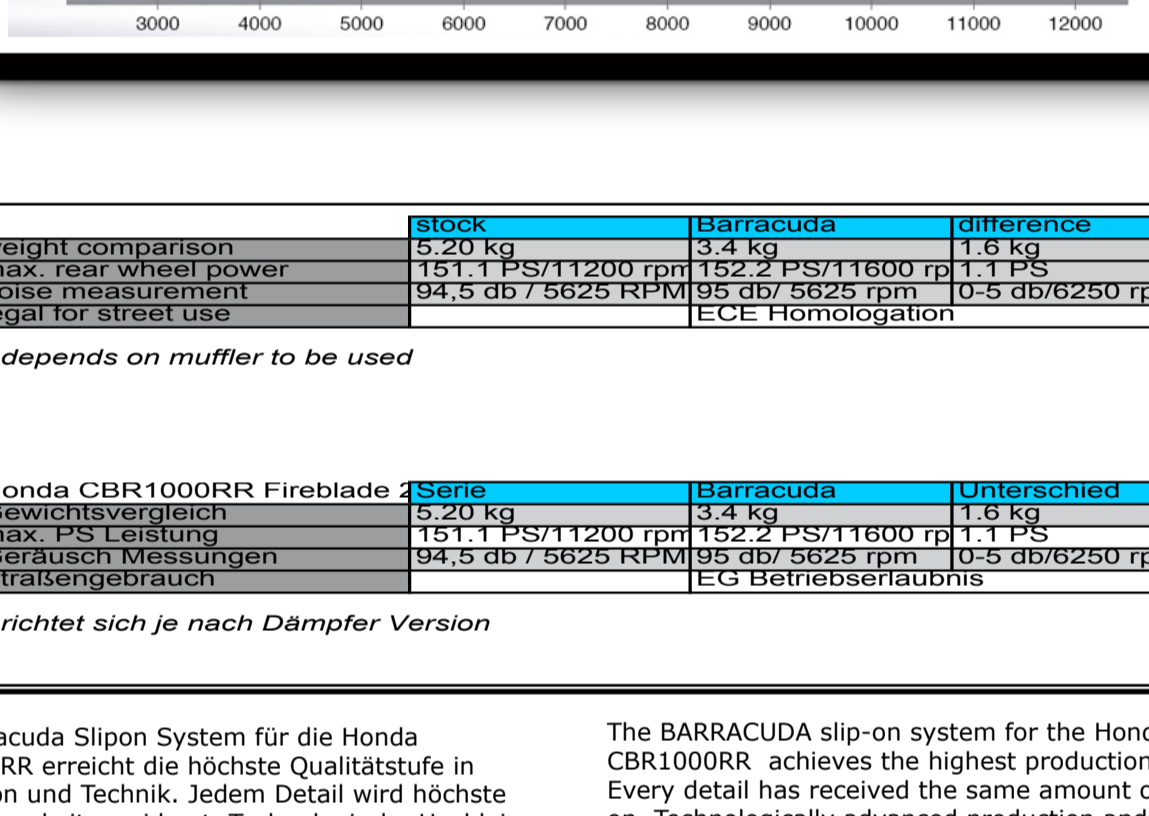 3000 4000 5000 6000 7000 8000 9000 10000 11000 12000
stock Barracuda difference
eight comparison 5.20 kg 3.4 kg 1.6 kg
ax. rear wheel power 151.1 PS/11200 rpm 152.2 PS/11600 rp 1.1 PS
oise measurement 94,5 db / 5625 RPM 95 db/ 5625 rpm 0-5 db/6250 rp
egal for street use ECE Homologation
depends on muffler to be used
onda CBR1000RR Fireblade 2 Serie Barracuda Unterschied
Gewichtsvergleich 5.20 kg 3.4 kg 1.6 kg
max. PS Leistung 151.1 PS/11200 rpm 152.2 PS/11600 rp 1.1 PS
Geräusch Messungen 94,5 db / 5625 RPM 95 db/ 5625 rpm 0-5 db/6250 rp
traßengebrauch EG Betriebserlaubnis
richtet sich je nach Dämpfer Version
acuda Slipon System für die Honda
RR erreicht die höchste Qualitätstufe in
on und Technik. Jedem Detail wird höchste
The BARRACUDA slip-on system for the Hond
CBR1000RR achieves the highest production
Every detail has received the same amount o